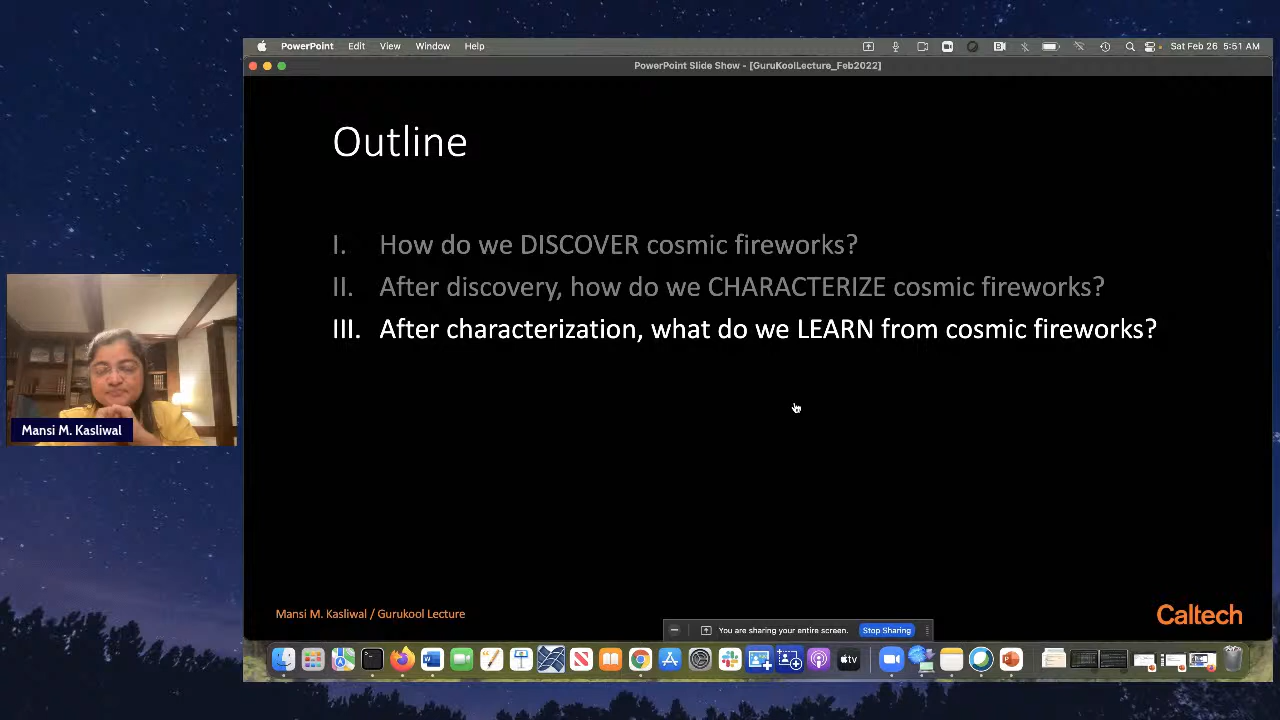 PowerPoint Edit View Window Help Sat Feb 26 5:51 AM
PowerPoint Slide Show - [GuruKoolLecture_Feb2022]
Outline
I. How do we DISCOVER cosmic fireworks?
II. After discovery, how do we CHARACTERIZE cosmic fireworks?
III. After characterization, what do we LEARN from cosmic fireworks?
Mansi M. Kasliwal
Mansi M. Kasliwal / Gurukool Lecture
Caltech
You are sharing your entire screen. Stop Sharing
tv